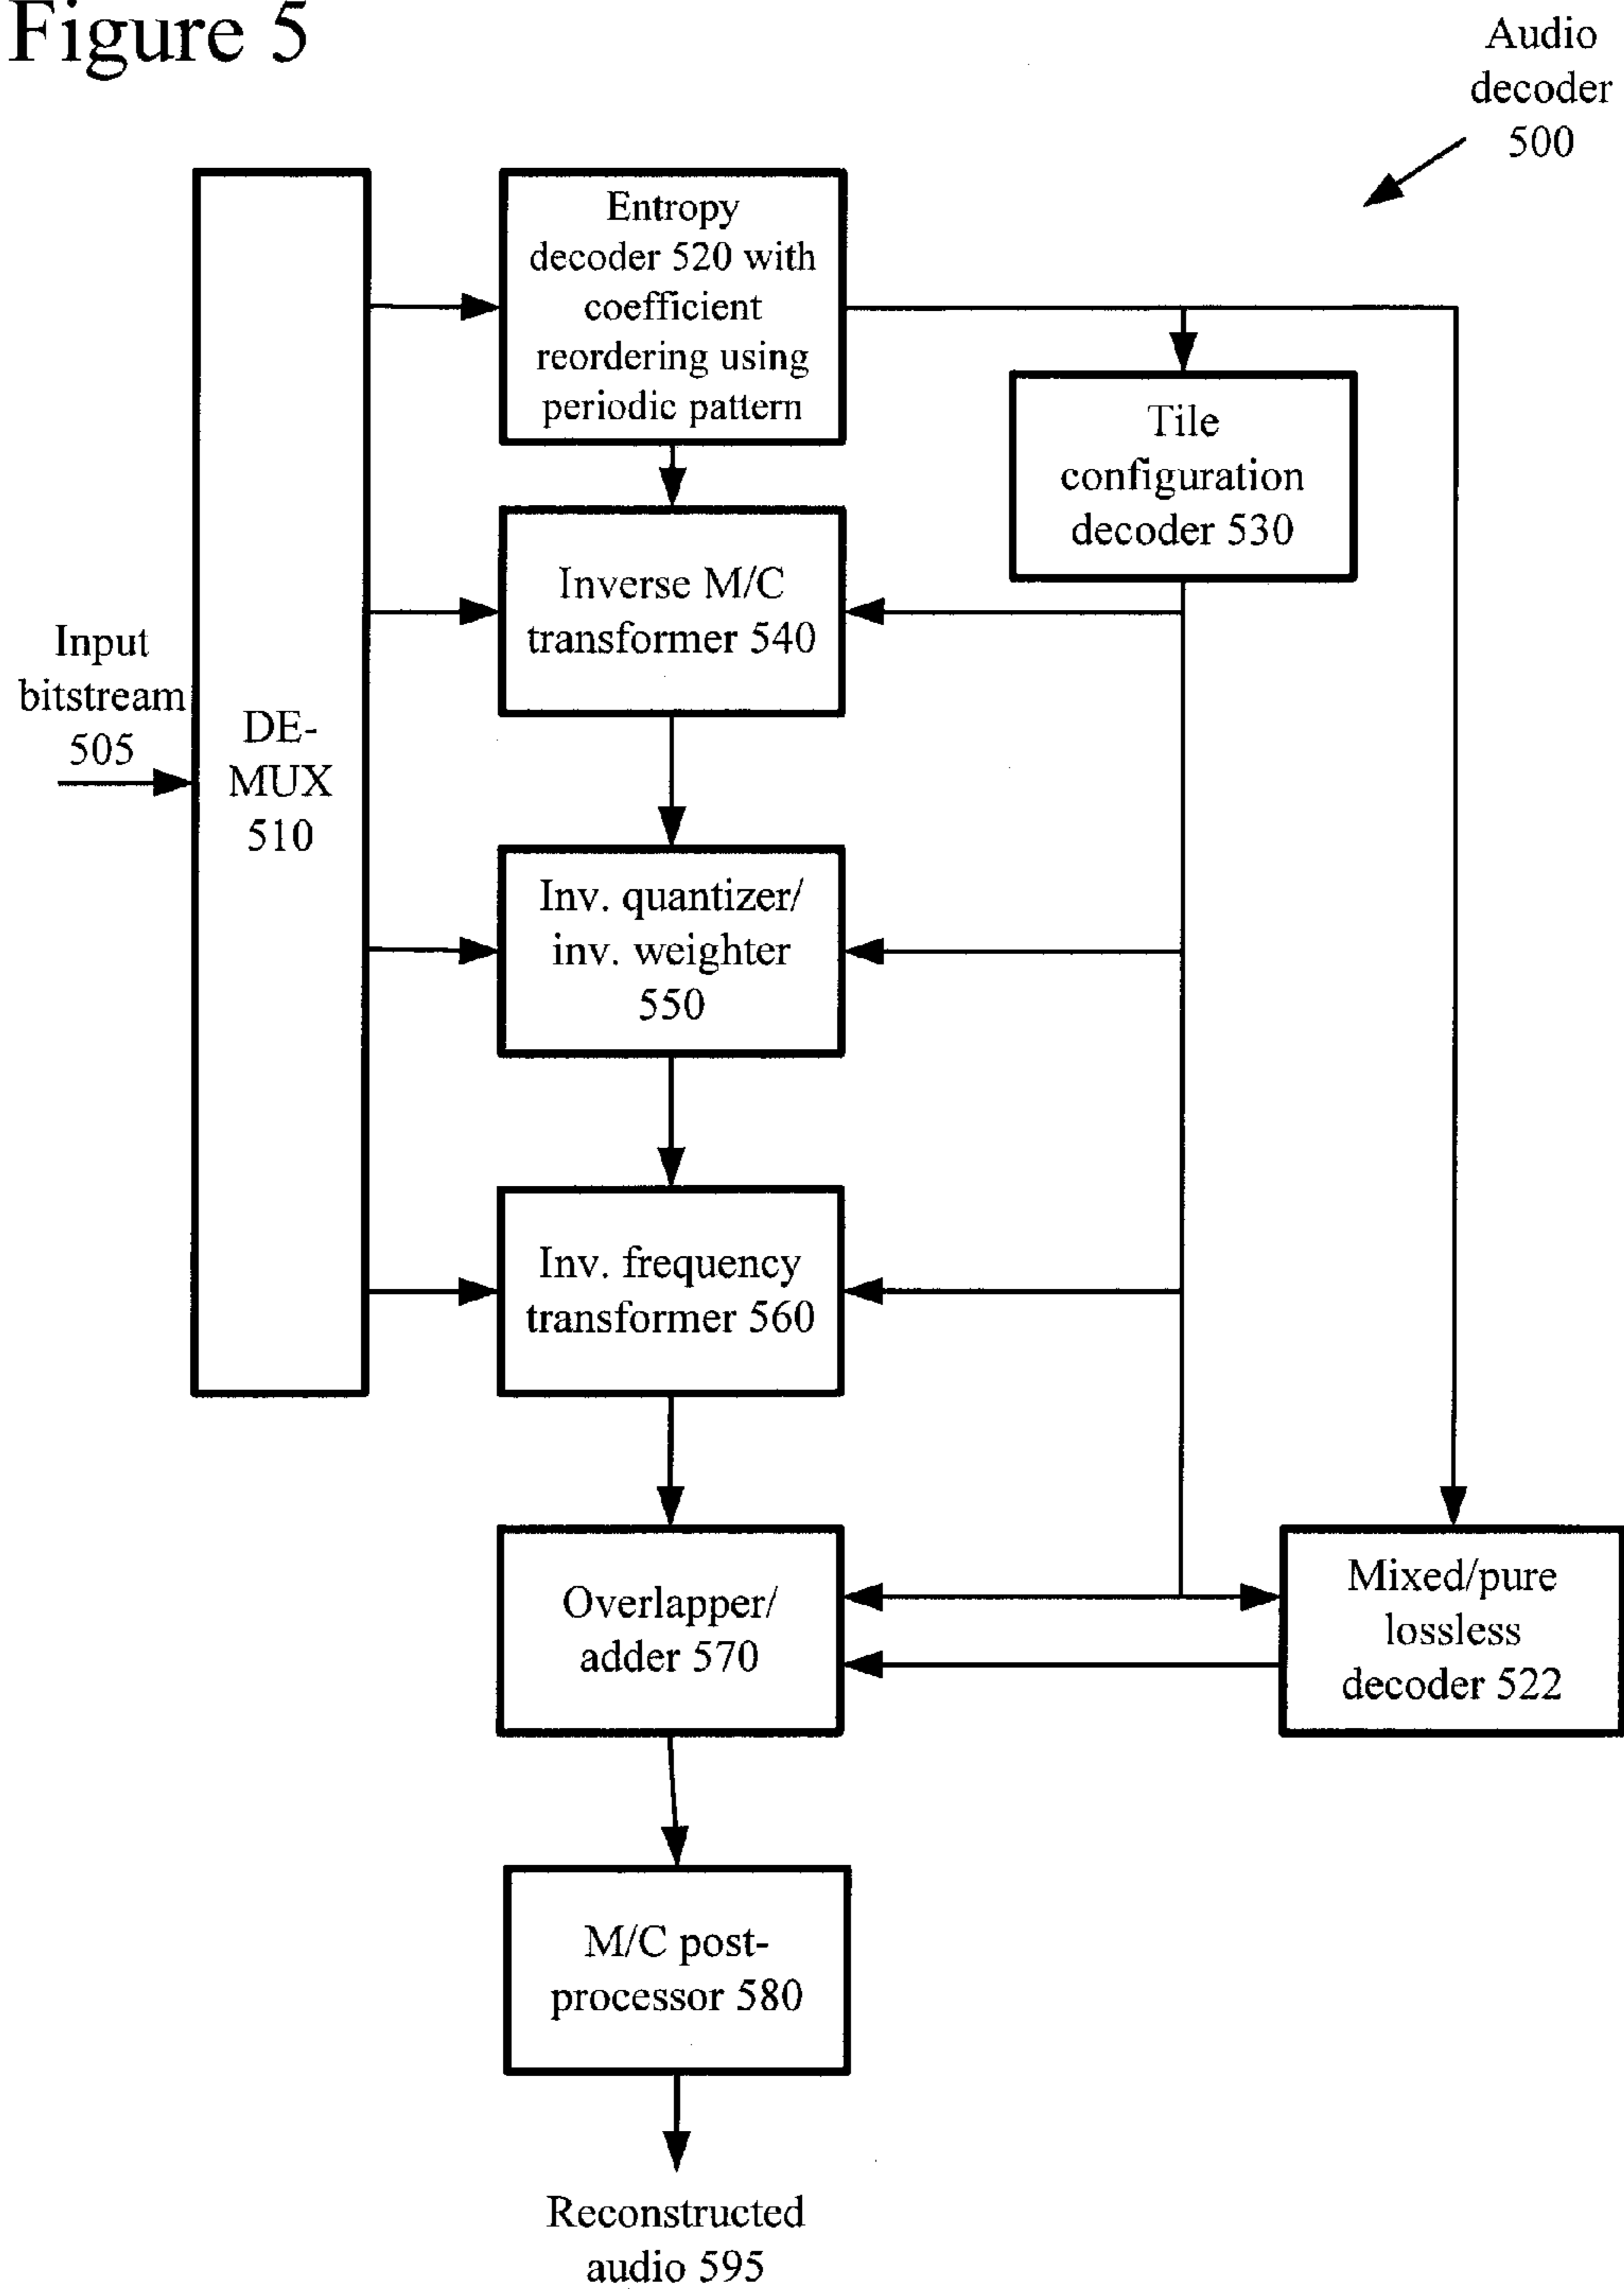 Figure 5
Audio
decoder
500
Entropy
decoder 520 with
coefficient
reordering using
periodic pattern
Tile
configuration
decoder 530
Inverse M/C
transformer 540
Input
bitstream
505
DE-
MUX
510
Inv. quantizer/
inv. weighter
550
Inv. frequency
transformer 560
Overlapper/
adder 570
Mixed/pure
lossless
decoder 522
M/C post-
processor 580
Reconstructed
audio 595